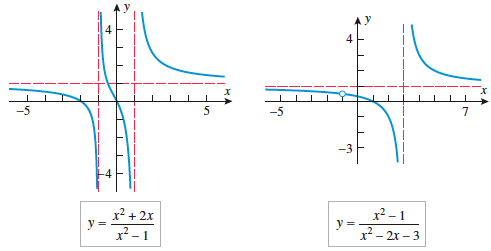 y
4
x
-5
5
-4
y = x² + 2x / x² - 1
y
4
x
-5
7
-3
y = x² - 1 / x² - 2x - 3